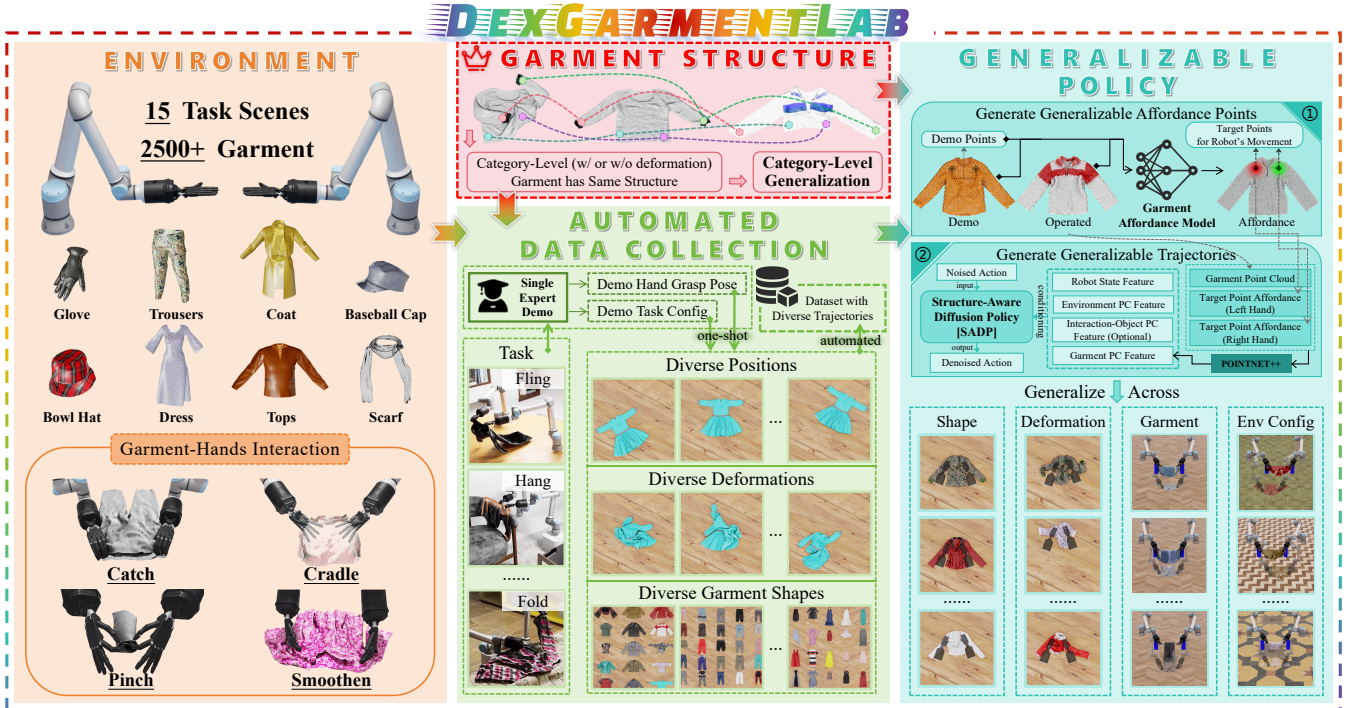 DEXGARMENTLAB
ENVIRONMENT
15 Task Scenes
2500+ Garment
Glove
Trousers
Coat
Baseball Cap
Bowl Hat
Dress
Tops
Scarf
Garment-Hands Interaction
Catch
Cradle
Pinch
Smoothen
GARMENT STRUCTURE
Category-Level (w/ or w/o deformation)
Garment has Same Structure
Category-Level
Generalization
AUTOMATED
DATA COLLECTION
Single
Expert
Demo
Demo Hand Grasp Pose
Demo Task Config
Dataset with
Diverse Trajectories
one-shot
automated
Task
Fling
Hang
......
Fold
Diverse Positions
...
Diverse Deformations
...
Diverse Garment Shapes
...
GENERALIZABLE
POLICY
Generate Generalizable Affordance Points
①
Demo Points
Target Points
for Robot's Movement
Demo
Operated
Garment
Affordance Model
Affordance
②
Generate Generalizable Trajectories
Noised Action
input
Structure-Aware
Diffusion Policy
[SADP]
output
Denoised Action
conditioning
Robot State Feature
Environment PC Feature
Interaction-Object PC
Feature (Optional)
Garment PC Feature
Garment Point Cloud
Target Point Affordance
(Left Hand)
Target Point Affordance
(Right Hand)
POINTNET++
Generalize Across
Shape
Deformation
Garment
Env Config
......
......
......
......